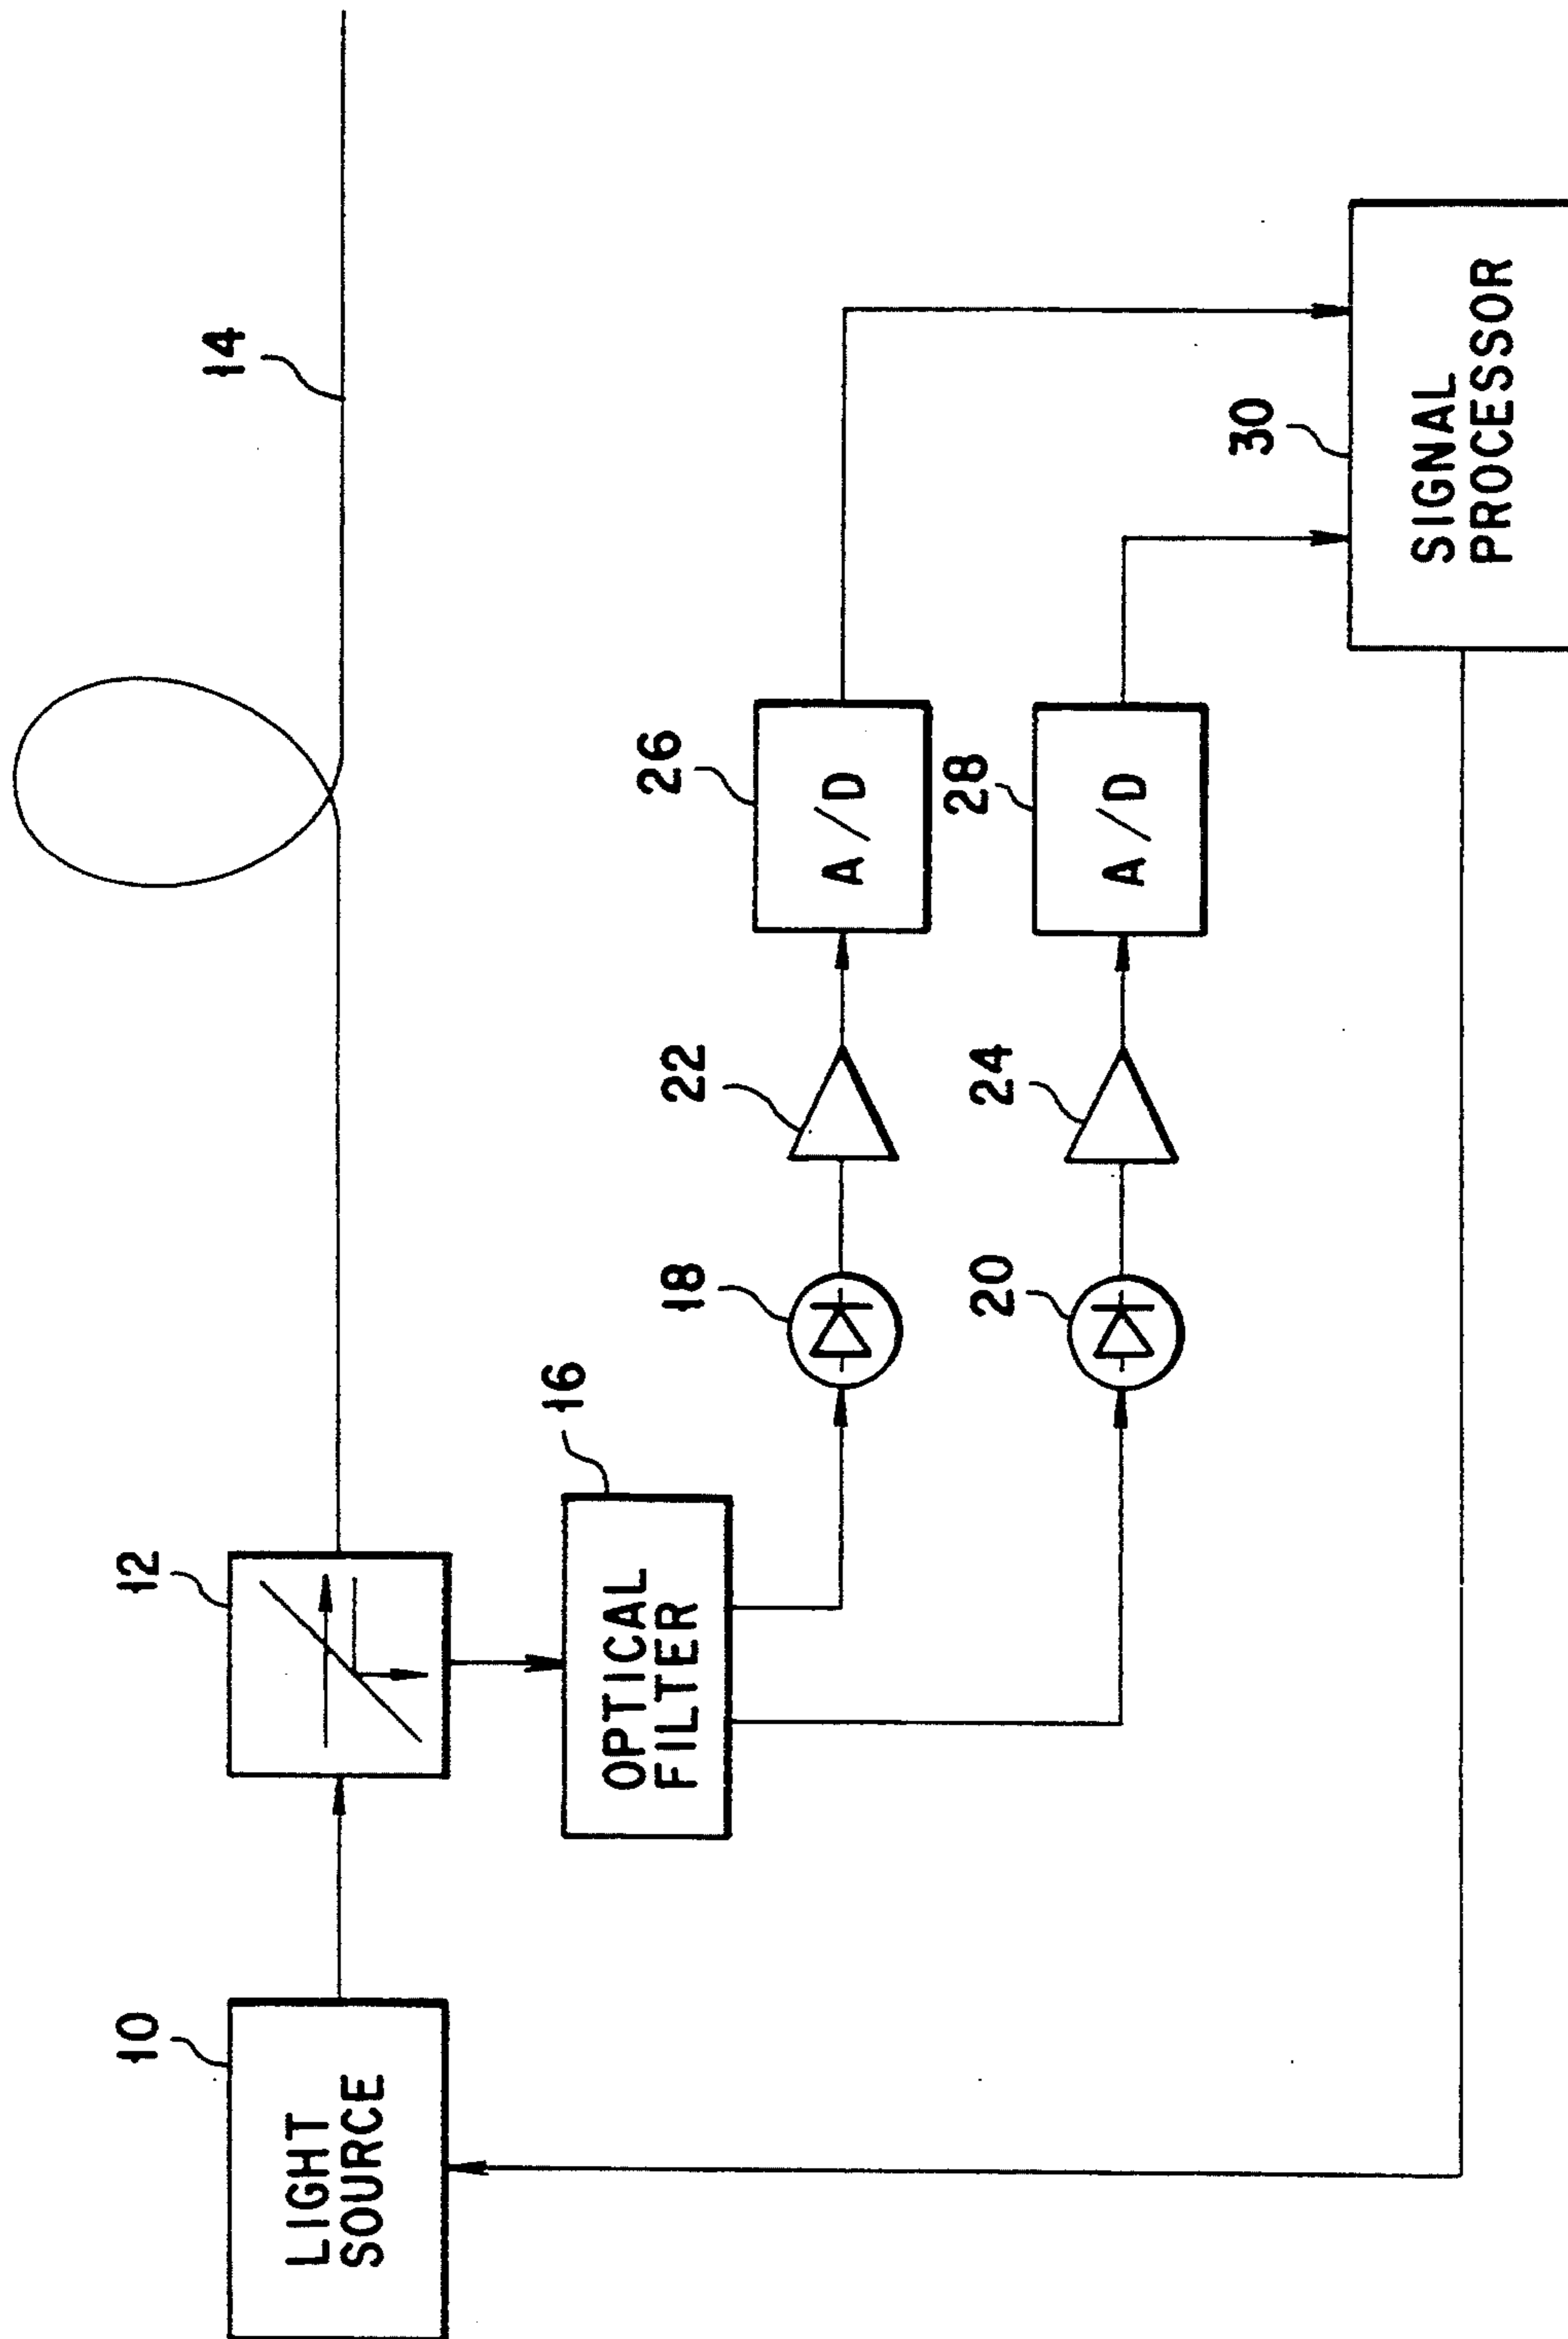 10
LIGHT
SOURCE
12
14
16
OPTICAL
FILTER
18
22
26
A/D
20
24
28
A/D
30
SIGNAL
PROCESSOR